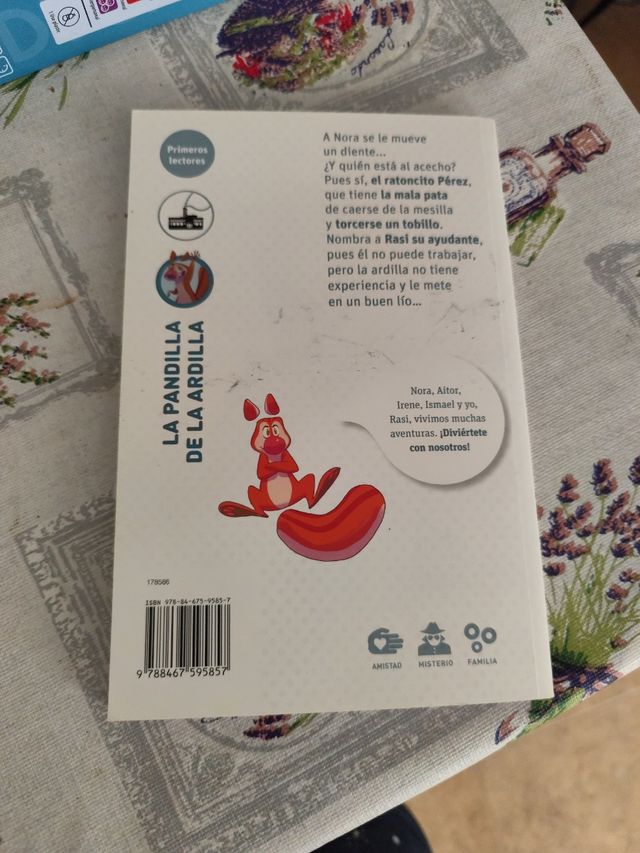 Primeros
lectores
A Nora se le mueve
un diente...
¿Y quién está al acecho?
Pues sí, el ratoncito Pérez,
que tiene la mala pata
de caerse de la mesilla
y torcerse un tobillo.
Nombra a Rasi su ayudante,
pues él no puede trabajar,
pero la ardilla no tiene
experiencia y le mete
en un buen lío...
LA PANDILLA
DE LA ARDILLA
Nora, Aitor,
Irene, Ismael y yo,
Rasi, vivimos muchas
aventuras. ¡Diviértete
con nosotros!
178566
ISBN 978-84-675-9585-7
9 788467 595857
AMISTAD
MISTERIO
FAMILIA